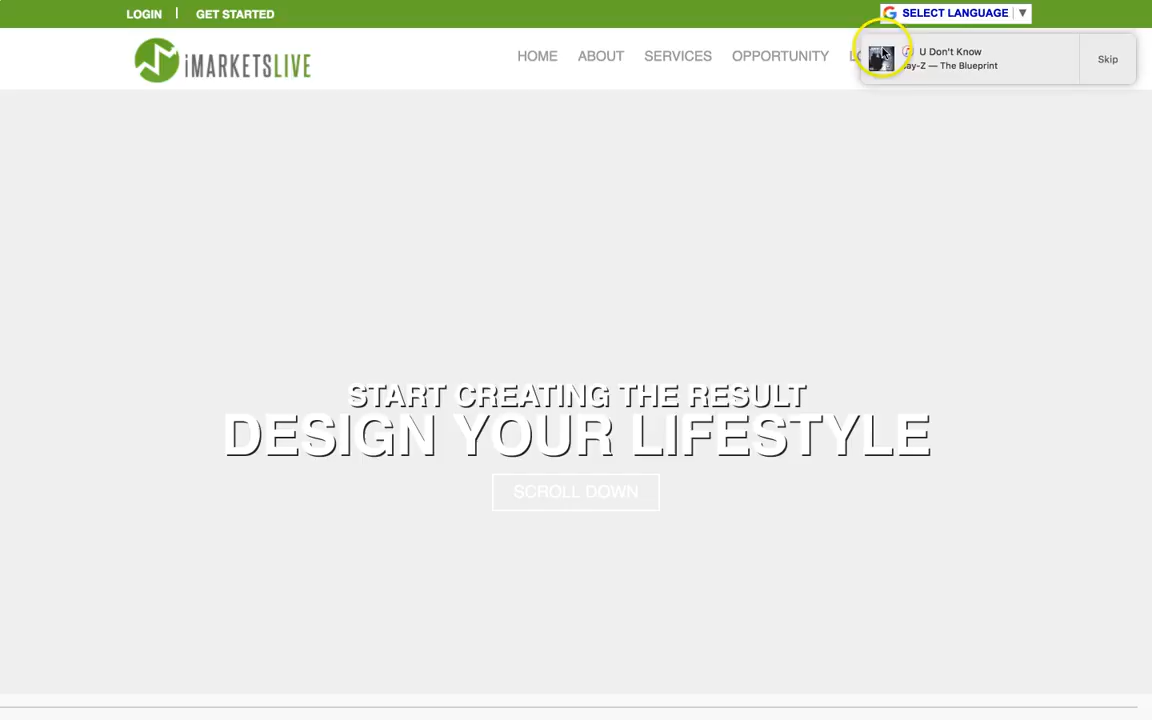 LOGIN | GET STARTED
SELECT LANGUAGE ▼
iMARKETSLIVE
HOME ABOUT SERVICES OPPORTUNITY
U Don't Know
Jay-Z — The Blueprint
Skip
START CREATING THE RESULT
DESIGN YOUR LIFESTYLE
SCROLL DOWN